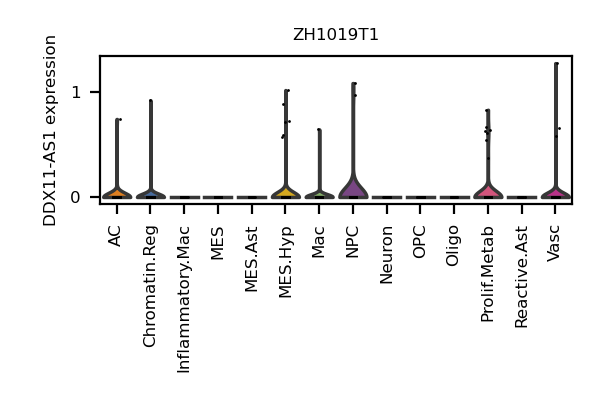 ZH1019T1
DDX11-AS1 expression
1
0
AC
Chromatin.Reg
Inflammatory.Mac
MES
MES.Ast
MES.Hyp
Mac
NPC
Neuron
OPC
Oligo
Prolif.Metab
Reactive.Ast
Vasc